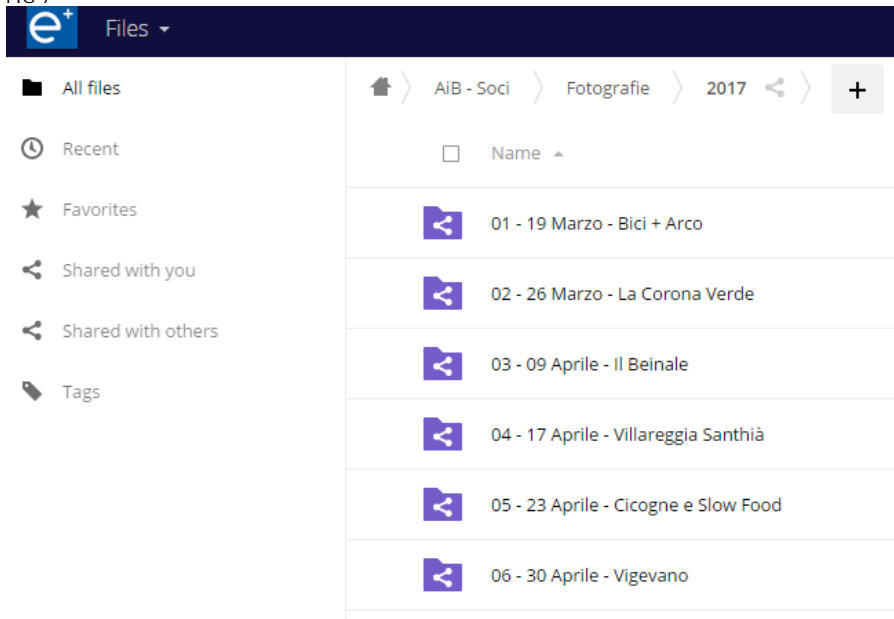 e+ Files
All files
AiB - Soci Fotografie 2017 +
Recent
Name
Favorites
01 - 19 Marzo - Bici + Arco
Shared with you
02 - 26 Marzo - La Corona Verde
Shared with others
03 - 09 Aprile - Il Beinale
Tags
04 - 17 Aprile - Villareggia Santhià
05 - 23 Aprile - Cicogne e Slow Food
06 - 30 Aprile - Vigevano